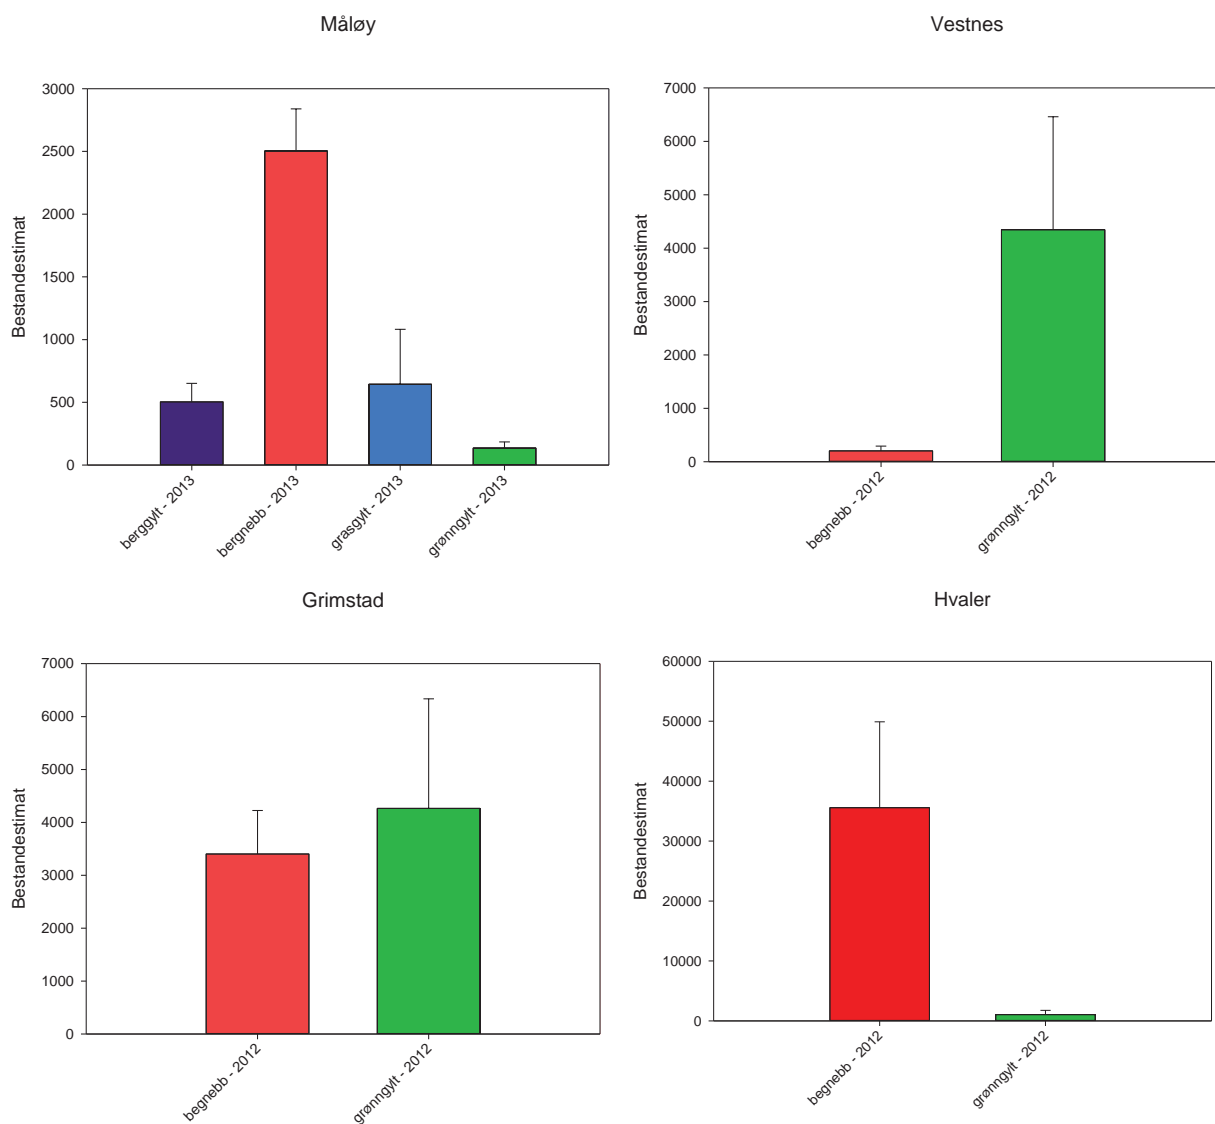 Måløy
3000
2500
2000
1500
1000
500
0
Bestandestimat
berggylt - 2013
bergnebb - 2013
grasgylt - 2013
grønngylt - 2013
Vestnes
7000
6000
5000
4000
3000
2000
1000
0
Bestandestimat
begnebb - 2012
grønngylt - 2012
Grimstad
7000
6000
5000
4000
3000
2000
1000
0
Bestandestimat
begnebb - 2012
grønngylt - 2012
Hvaler
60000
50000
40000
30000
20000
10000
0
Bestandestimat
begnebb - 2012
grønngylt - 2012